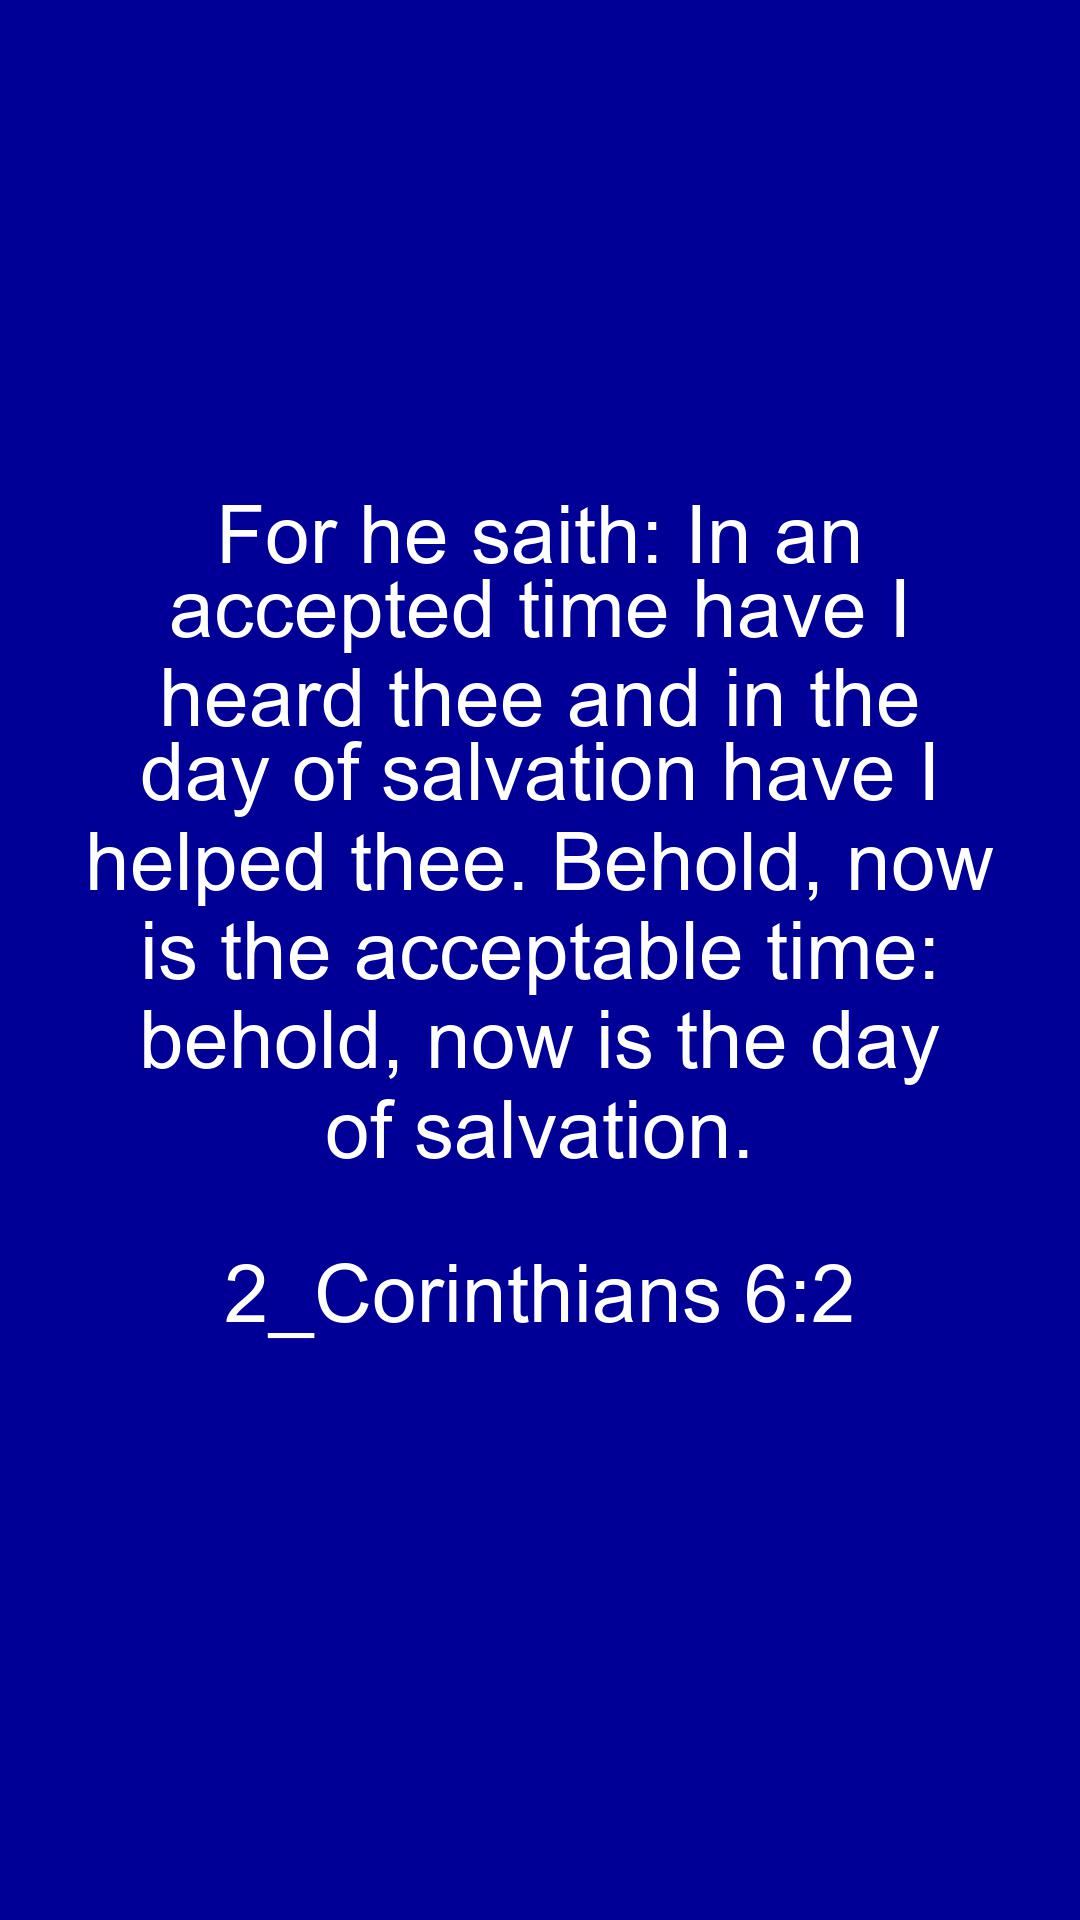 For he saith: In an
accepted time have I
heard thee and in the
day of salvation have I
helped thee. Behold, now
is the acceptable time:
behold, now is the day
of salvation.
2_Corinthians 6:2